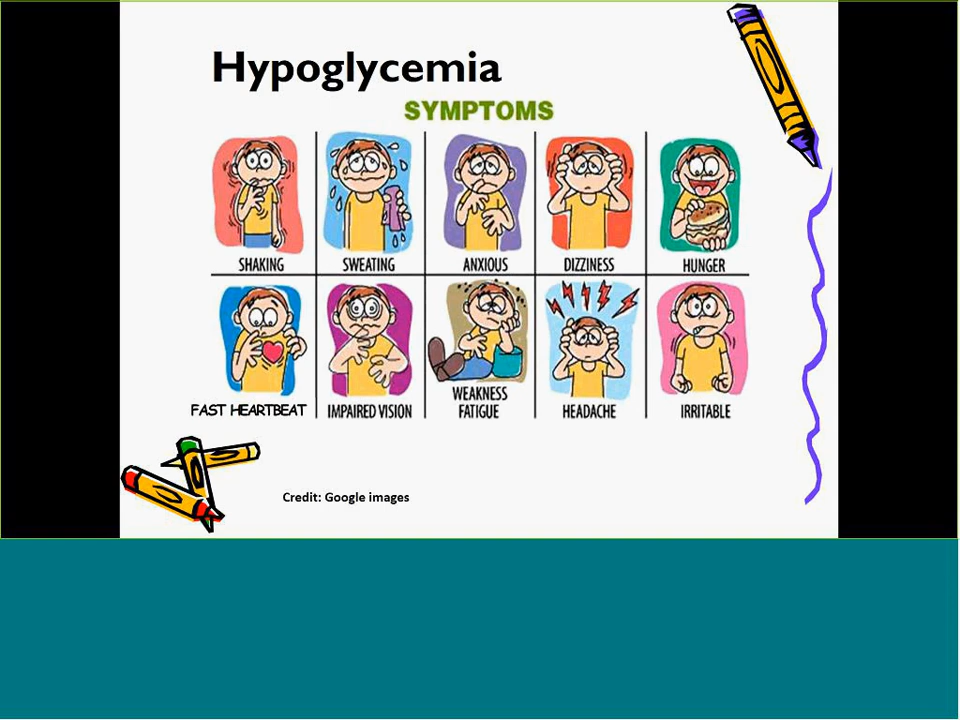 Hypoglycemia
SYMPTOMS
SHAKING
SWEATING
ANXIOUS
DIZZINESS
HUNGER
FAST HEARTBEAT
IMPAIRED VISION
WEAKNESS
FATIGUE
HEADACHE
IRRITABLE
Credit: Google images